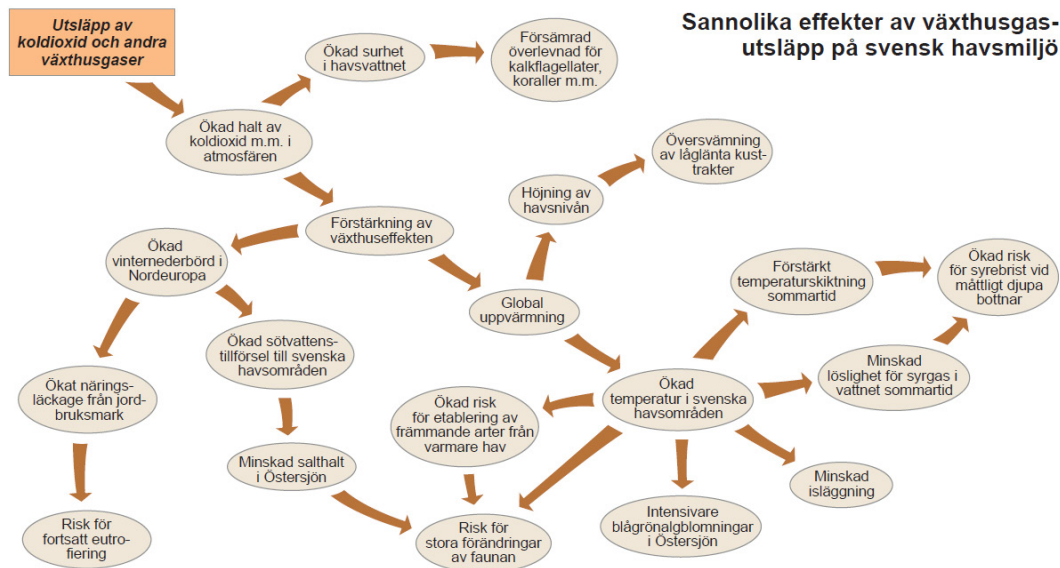 Utsläpp av
koldioxid och andra
växthusgaser
Sannolika effekter av växthusgas-
utsläpp på svensk havsmiljö
Ökad surhet
i havsvattnet
Försämrad
överlevnad för
kalkflagellater,
koraller m.m.
Ökad halt av
koldioxid m.m. i
atmosfären
Översvämning
av låglänta kust-
trakter
Höjning av
havsnivån
Förstärkning av
växthuseffekten
Ökad
vinternederbörd i
Nordeuropa
Förstärkt
temperaturskiktning
sommartid
Ökad risk
för syrebrist vid
måttligt djupa
bottnar
Global
uppvärmning
Ökad sötvattens-
tillförsel till svenska
havsområden
Minskad
löslighet för syrgas i
vattnet sommartid
Ökat närings-
läckage från jord-
bruksmark
Ökad risk
för etablering av
främmande arter från
varmare hav
Ökad
temperatur i svenska
havsområden
Minskad salthalt
i Östersjön
Minskad
isläggning
Risk för
fortsatt eutro-
fiering
Risk för
stora förändringar
av faunan
Intensivare
blågrönalgblomningar
i Östersjön